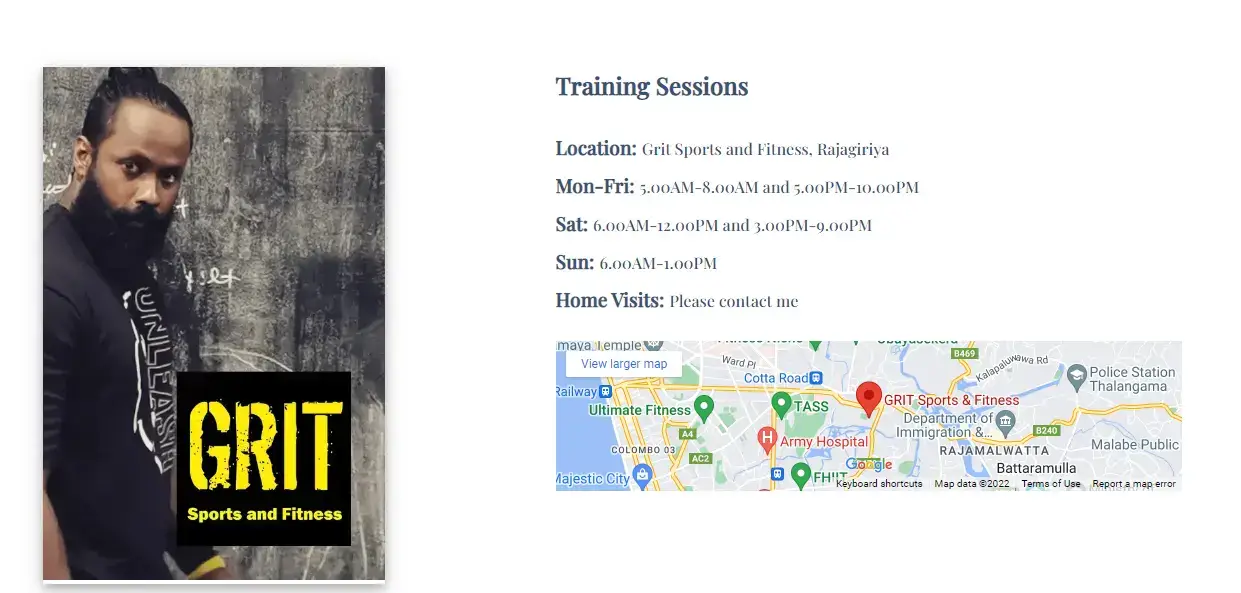 Training Sessions
Location: Grit Sports and Fitness, Rajagiriya
Mon-Fri: 5.00AM-8.00AM and 5.00PM-10.00PM
Sat: 6.00AM-12.00PM and 3.00PM-9.00PM
Sun: 6.00AM-1.00PM
Home Visits: Please contact me
self
UNLEASH
GRIT
Sports and Fitness
View larger map
Ward Pl
B469
Kalapaluwawa Rd
Cotta Road
Police Station
Thalangama
Railway
Ultimate Fitness
TASS
GRIT Sports & Fitness
Department of
Immigration &...
A4
H
Army Hospital
B240
Malabe Public
COLOMBO 03
AC2
RAJAMALWATTA
Google
Battaramulla
Majestic City
Keyboard shortcuts
Map data ©2022
Terms of Use
Report a map error